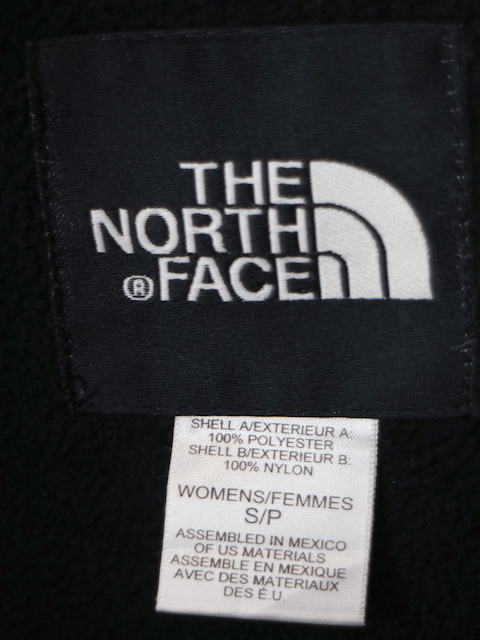 THE
NORTH
®FACE
SHELL A/EXTERIEUR A:
100% POLYESTER
SHELL B/EXTERIEUR B:
100% NYLON
WOMENS/FEMMES
S/P
ASSEMBLED IN MEXICO
OF US MATERIALS
ASSEMBLE EN MEXIQUE
AVEC DES MATERIAUX
DES É.U.